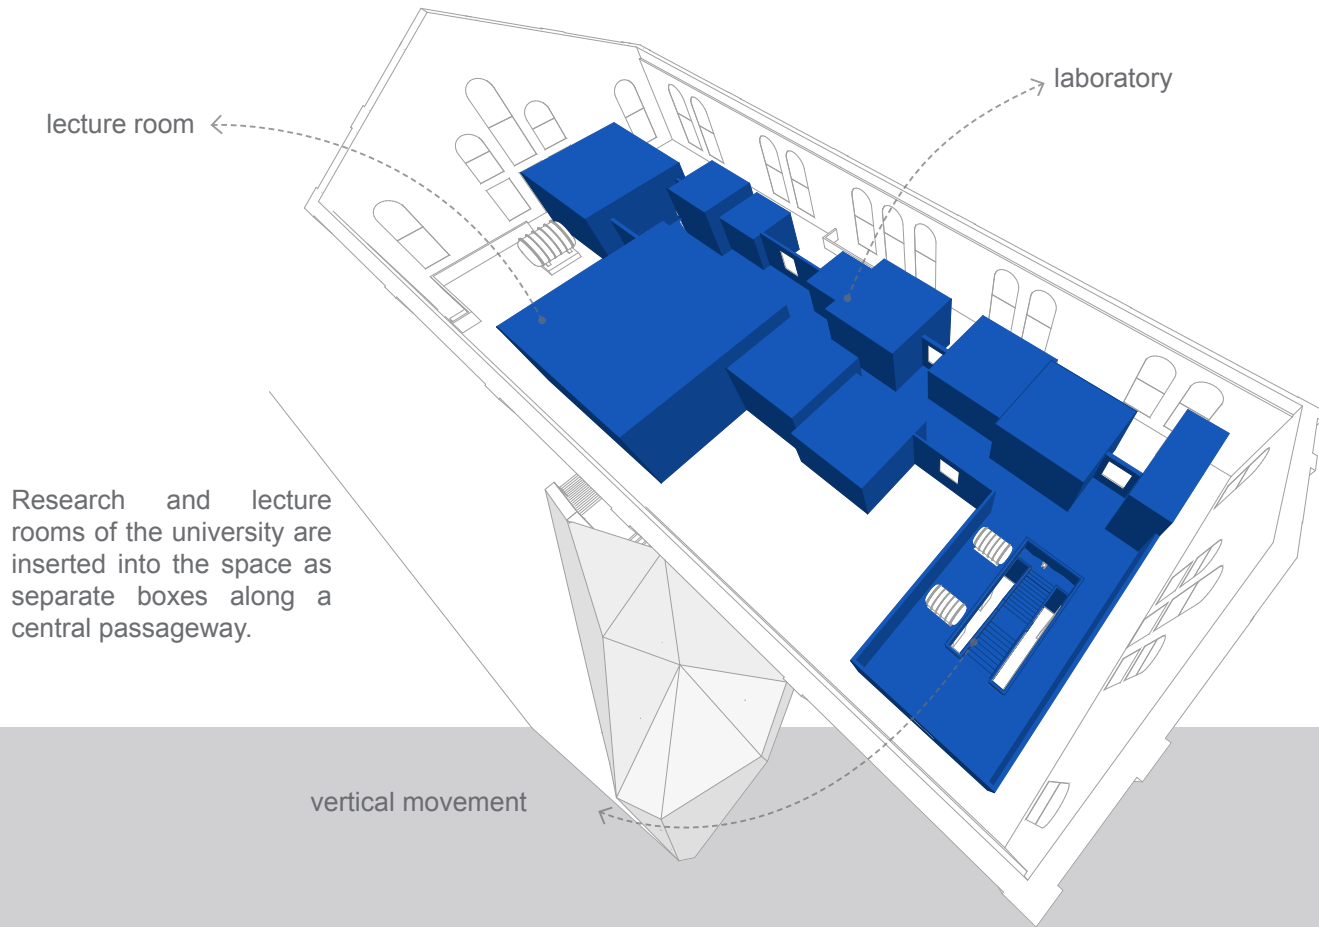 laboratory
lecture room
Research and lecture
rooms of the university are
inserted into the space as
separate boxes along a
central passageway.
vertical movement